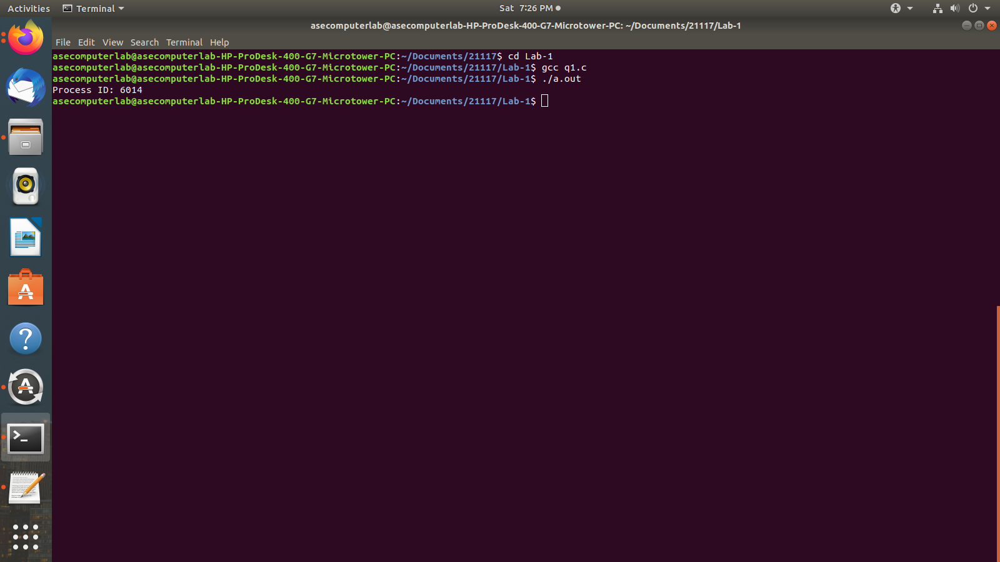 Activities Terminal Sat 7:26 PM
asecomputerlab@asecomputerlab-HP-ProDesk-400-G7-Microtower-PC: ~/Documents/21117/Lab-1
File Edit View Search Terminal Help
asecomputerlab@asecomputerlab-HP-ProDesk-400-G7-Microtower-PC:~/Documents/21117$ cd Lab-1
asecomputerlab@asecomputerlab-HP-ProDesk-400-G7-Microtower-PC:~/Documents/21117/Lab-1$ gcc q1.c
asecomputerlab@asecomputerlab-HP-ProDesk-400-G7-Microtower-PC:~/Documents/21117/Lab-1$ ./a.out
Process ID: 6014
asecomputerlab@asecomputerlab-HP-ProDesk-400-G7-Microtower-PC:~/Documents/21117/Lab-1$